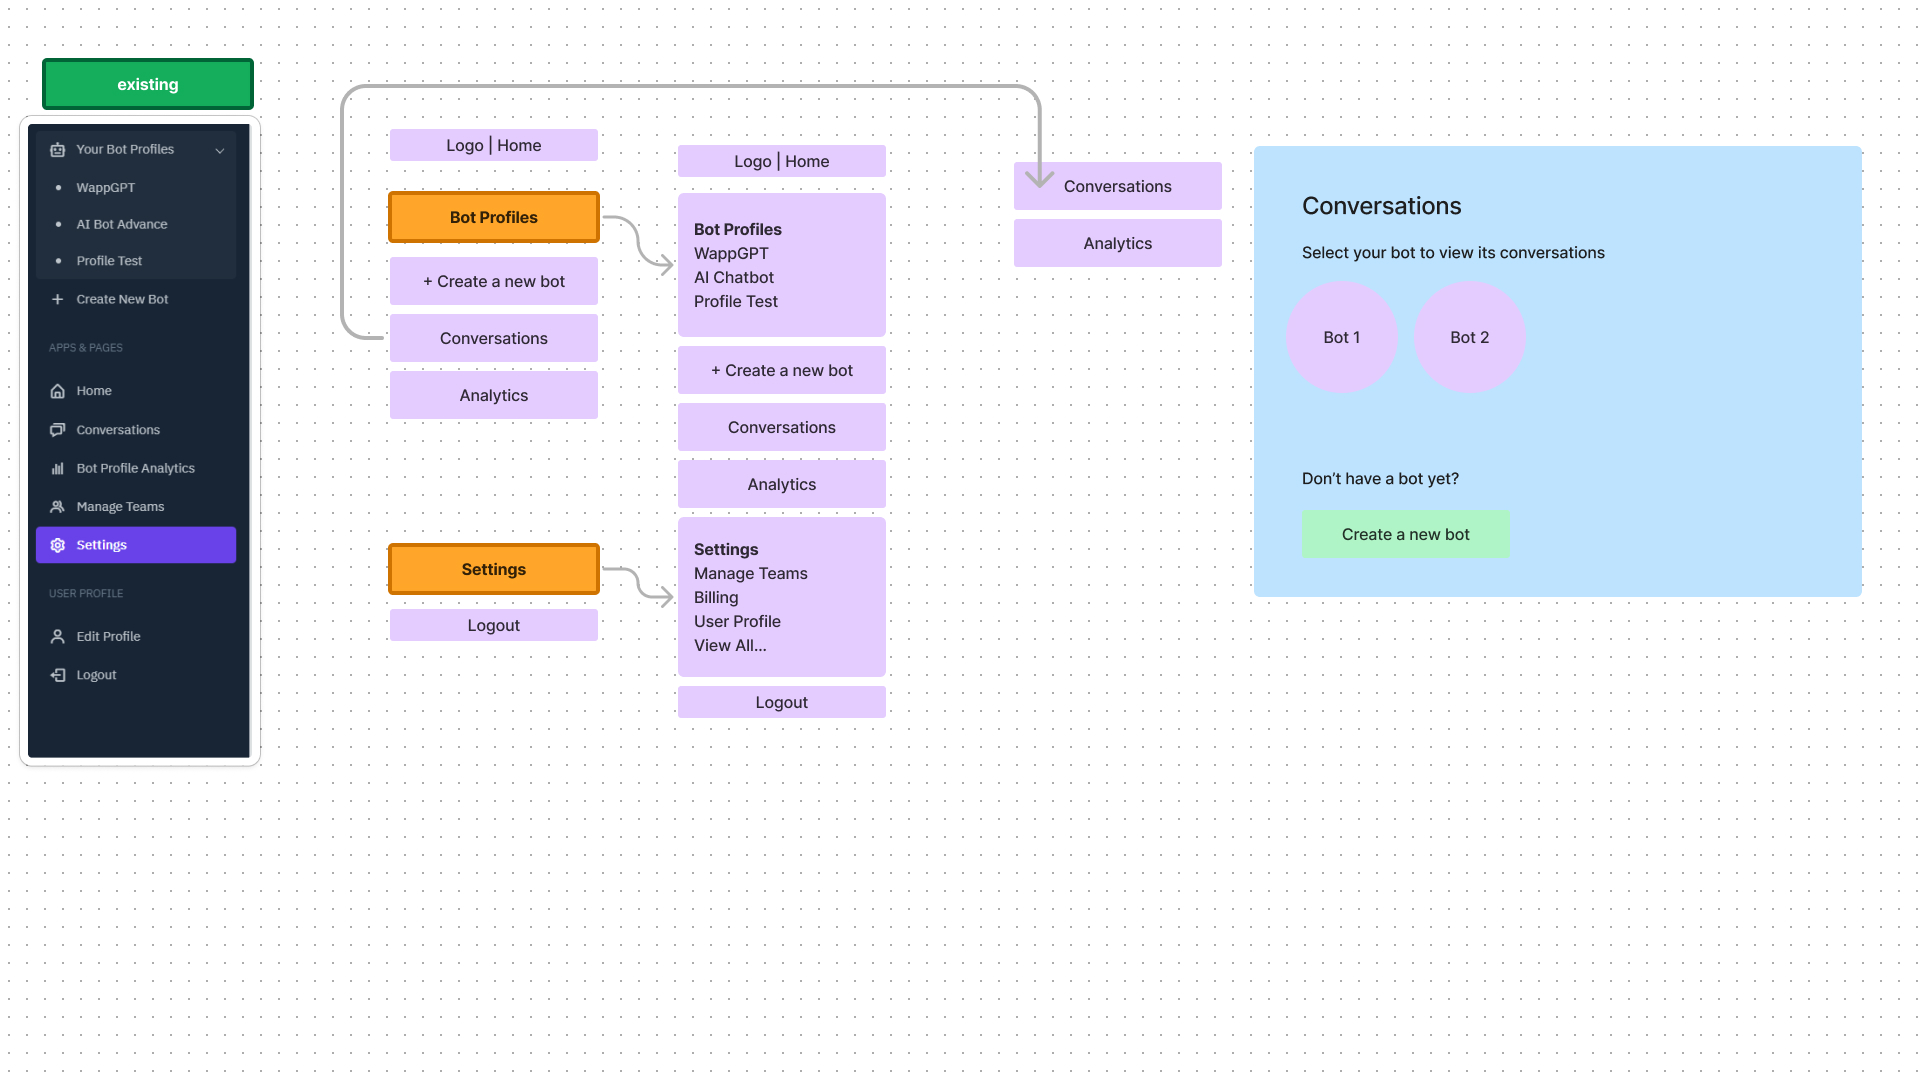 existing
Your Bot Profiles
WappGPT
AI Bot Advance
Profile Test
Create New Bot
APPS & PAGES
Home
Conversations
Bot Profile Analytics
Manage Teams
Settings
USER PROFILE
Edit Profile
Logout
Logo | Home
Bot Profiles
+ Create a new bot
Conversations
Analytics
Settings
Logout
Logo | Home
Bot Profiles
WappGPT
AI Chatbot
Profile Test
+ Create a new bot
Conversations
Analytics
Settings
Manage Teams
Billing
User Profile
View All...
Logout
Conversations
Analytics
Conversations
Select your bot to view its conversations
Bot 1
Bot 2
Don’t have a bot yet?
Create a new bot